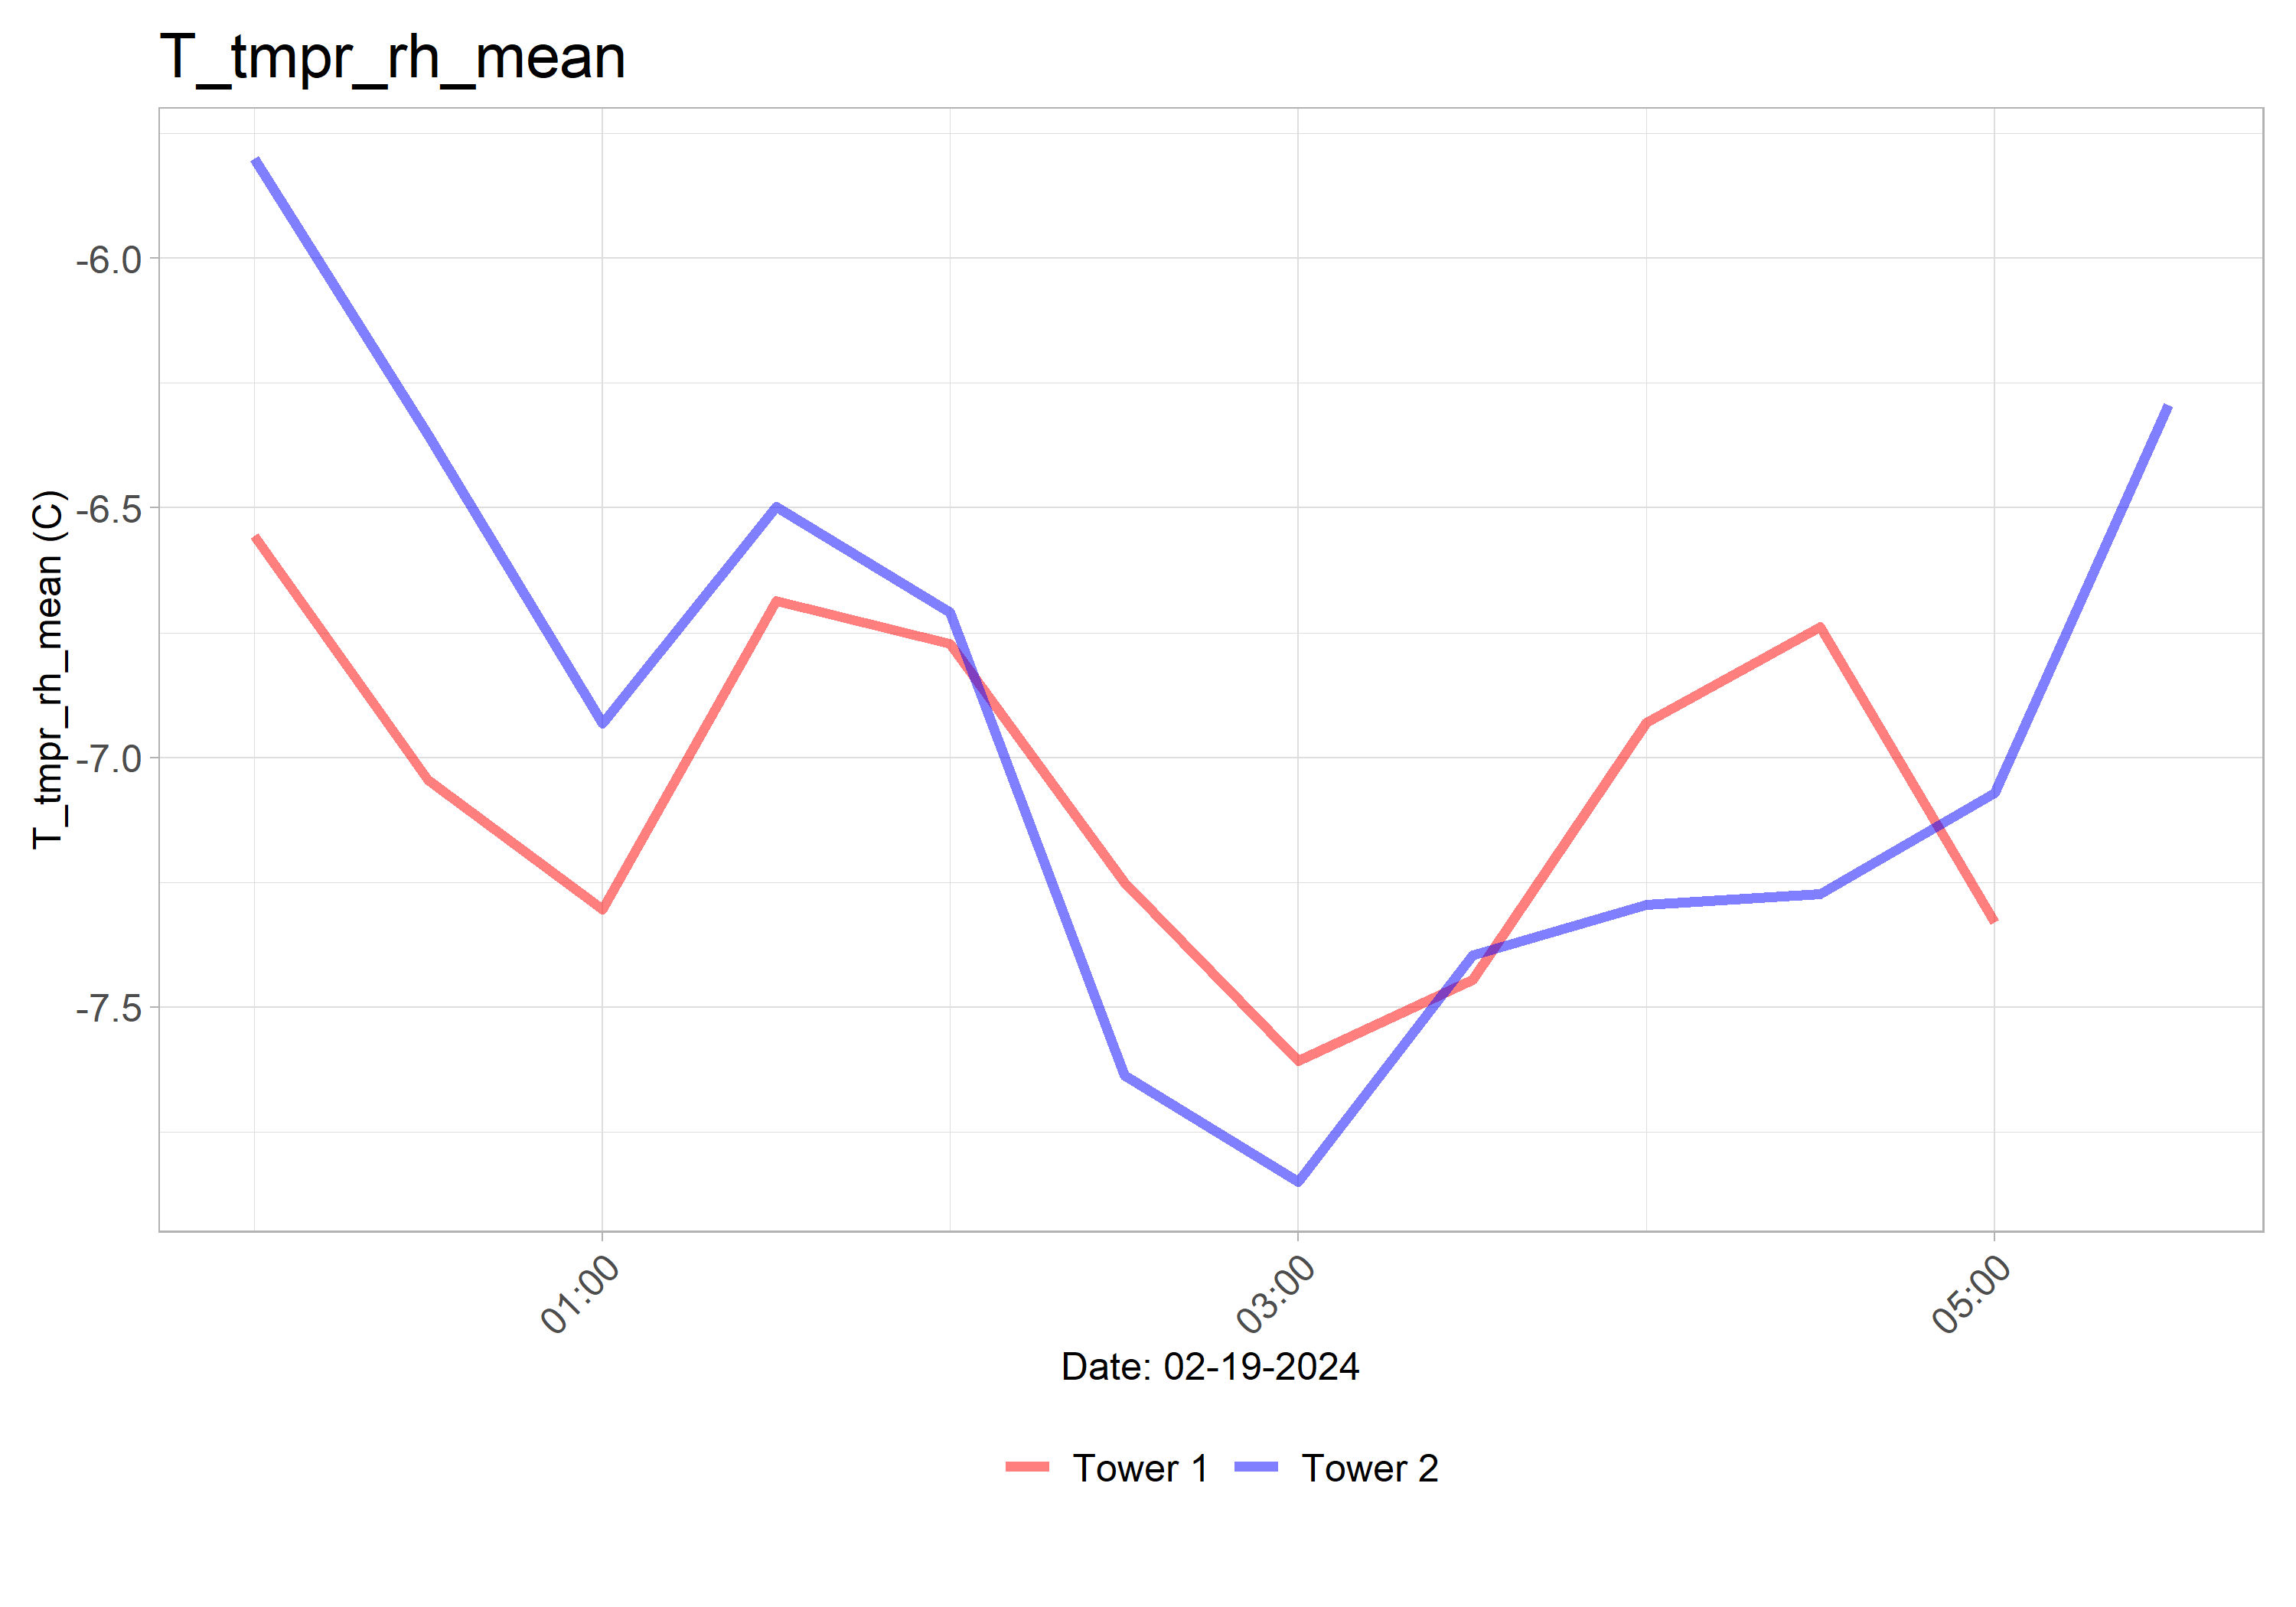 T_tmpr_rh_mean
T_tmpr_rh_mean (C)
-6.0
-6.5
-7.0
-7.5
01:00
03:00
05:00
Date: 02-19-2024
Tower 1
Tower 2